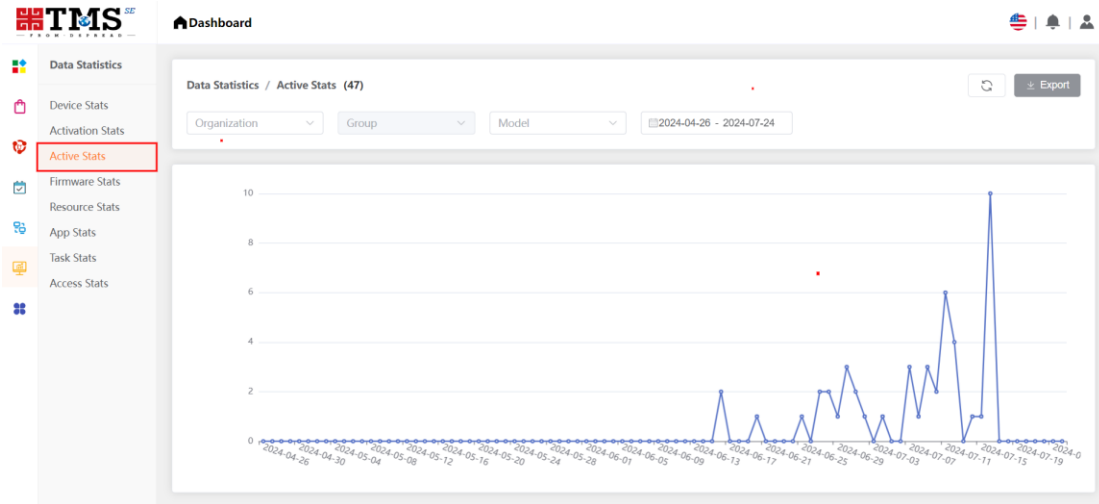 TMS SE
FROM·DSPREAD
Dashboard
Data Statistics
Device Stats
Activation Stats
Active Stats
Firmware Stats
Resource Stats
App Stats
Task Stats
Access Stats
Data Statistics / Active Stats (47)
Export
Organization
Group
Model
2024-04-26 - 2024-07-24
10
8
6
4
2
0
2024-04-26
2024-04-30
2024-05-04
2024-05-08
2024-05-12
2024-05-16
2024-05-20
2024-05-24
2024-05-28
2024-06-01
2024-06-05
2024-06-09
2024-06-13
2024-06-17
2024-06-21
2024-06-25
2024-06-29
2024-07-03
2024-07-07
2024-07-11
2024-07-15
2024-07-19
2024-0